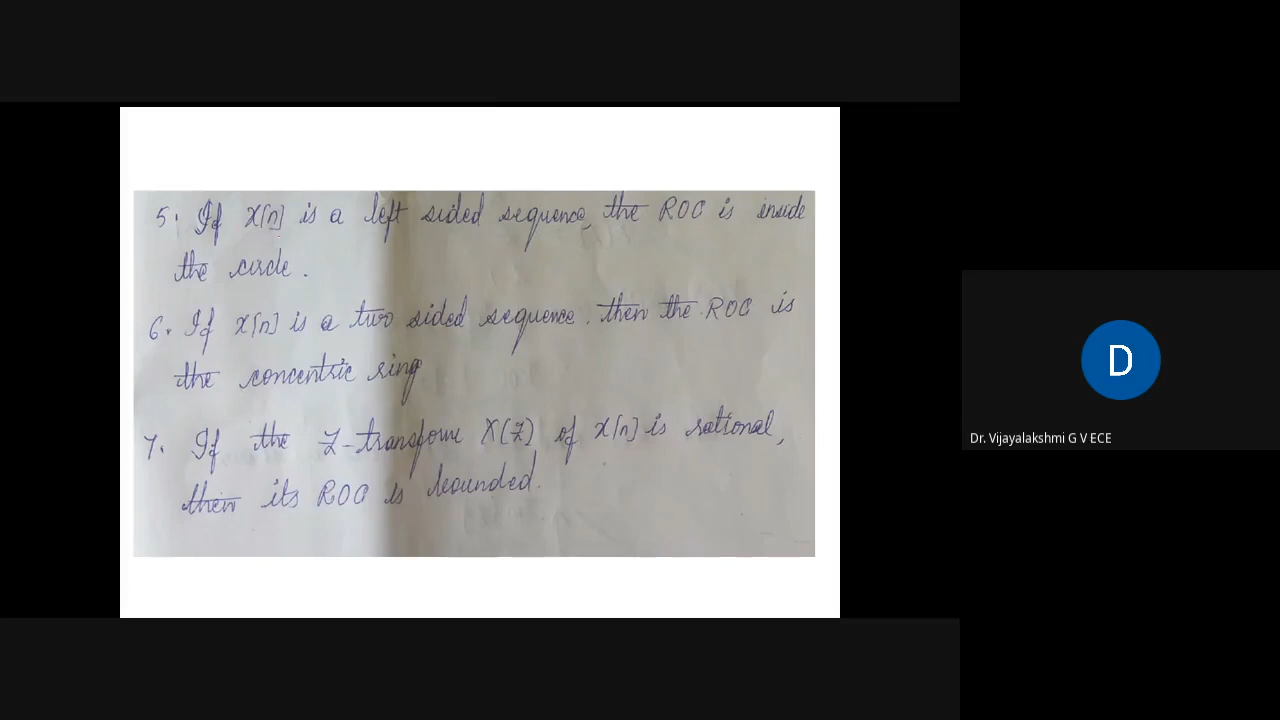 5. If X[n] is a left sided sequence, the ROC is inside
the circle.
6. If x[n] is a two sided sequence. then the ROC is
the concentric ring
7. If the Z-transform X(Z) of x[n] is rational,
then its ROC is bounded.
D
Dr. Vijayalakshmi G V ECE